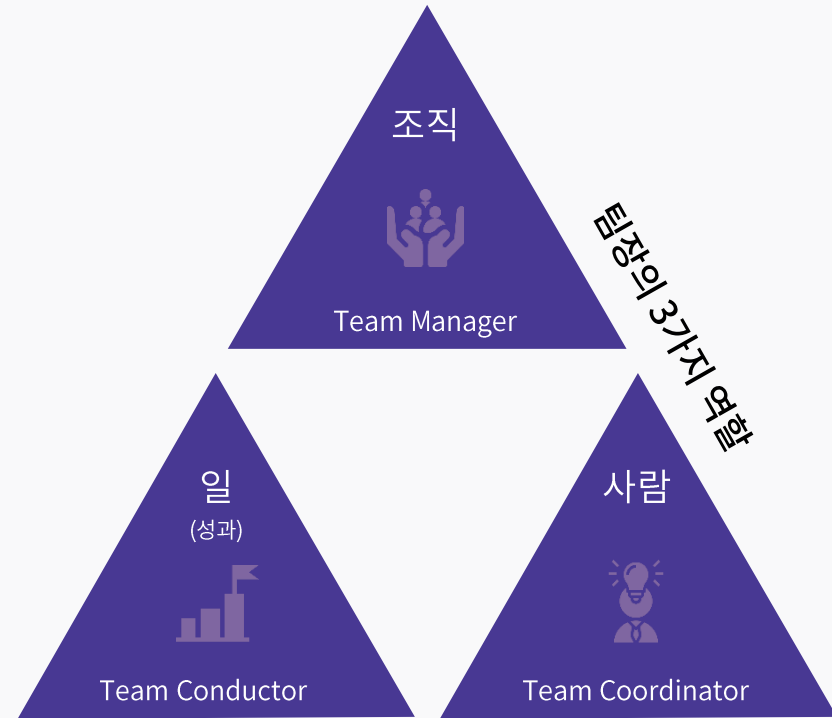 조직
Team Manager
팀장의 3가지 역할
일
(성과)
Team Conductor
사람
Team Coordinator